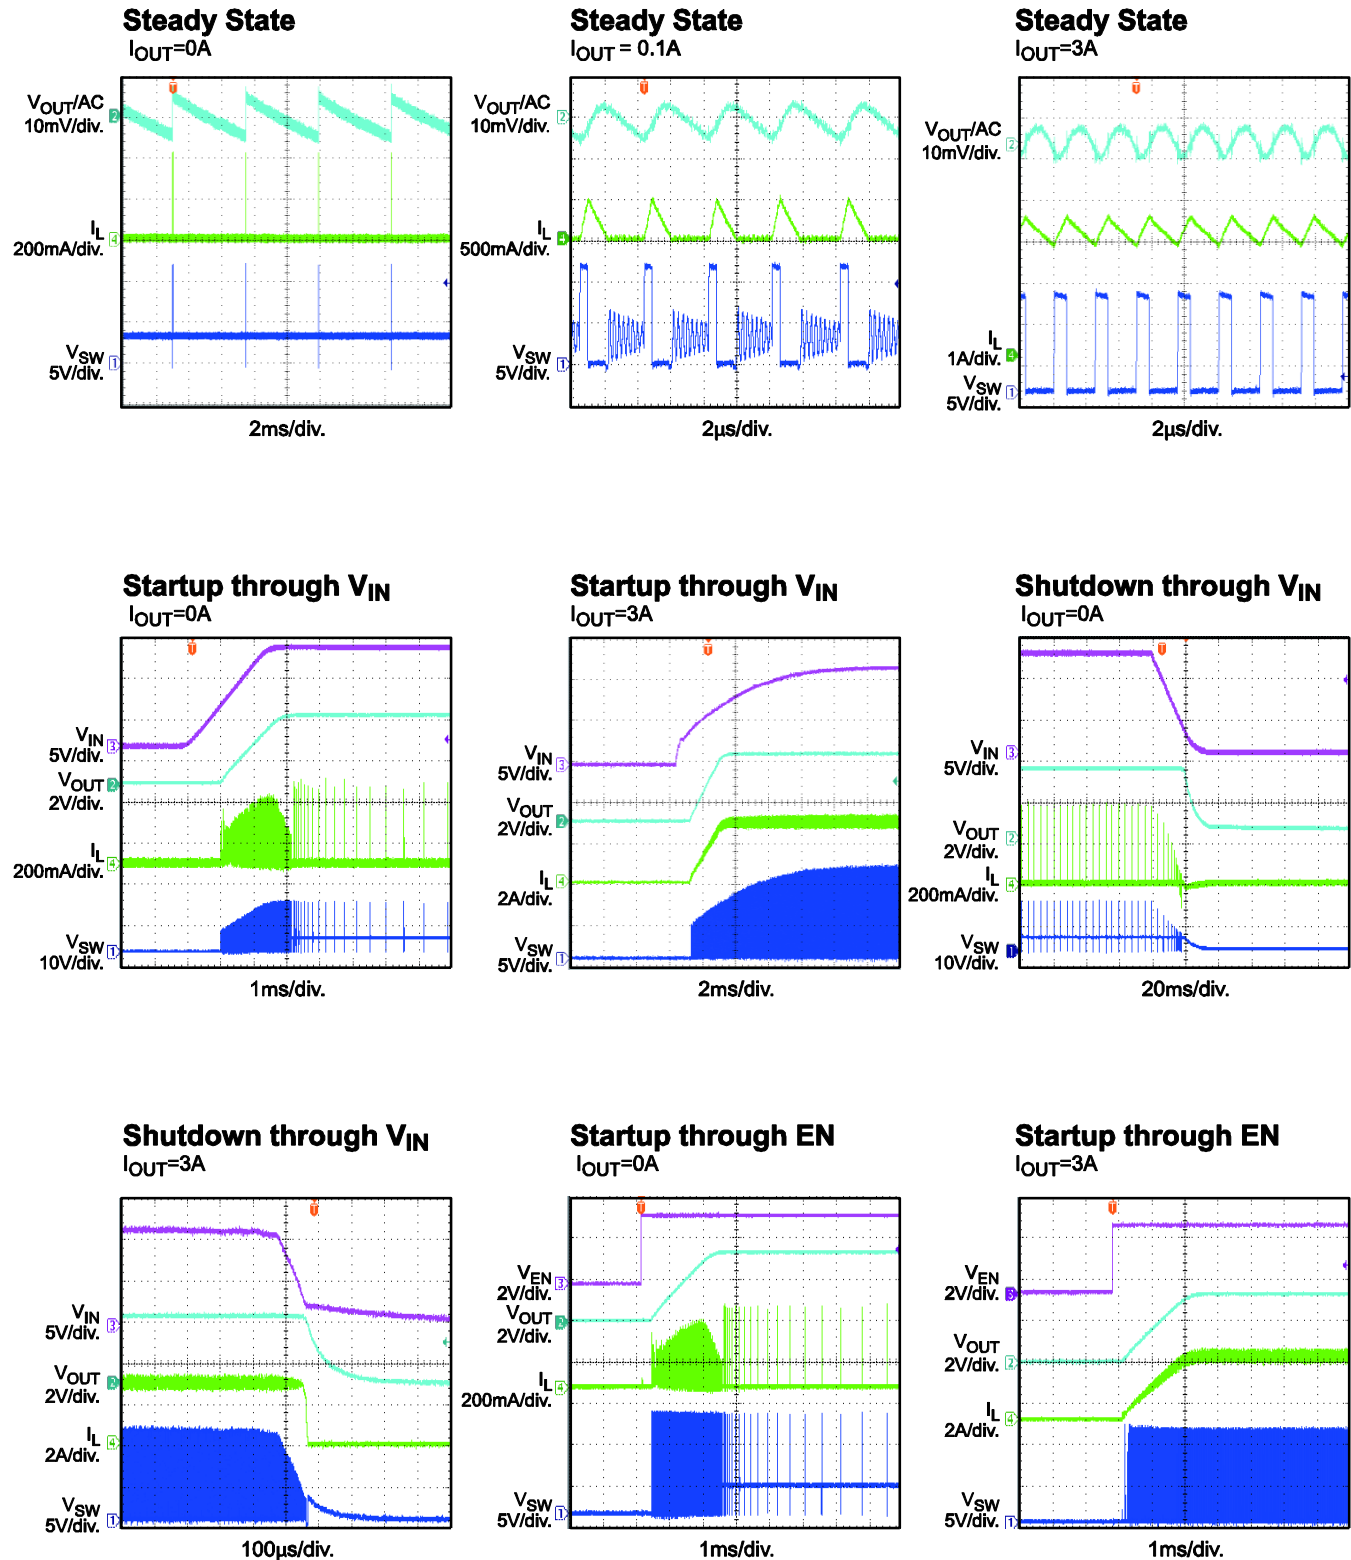 Steady State
IOUT=0A
VOUT/AC
10mV/div.
IL
200mA/div.
VSW
5V/div.
2ms/div.
Steady State
IOUT = 0.1A
VOUT/AC
10mV/div.
IL
500mA/div.
VSW
5V/div.
2µs/div.
Steady State
IOUT=3A
VOUT/AC
10mV/div.
IL
1A/div.
VSW
5V/div.
2µs/div.
Startup through VIN
IOUT=0A
VIN
5V/div.
VOUT
2V/div.
IL
200mA/div.
VSW
10V/div.
1ms/div.
Startup through VIN
IOUT=3A
VIN
5V/div.
VOUT
2V/div.
IL
2A/div.
VSW
5V/div.
2ms/div.
Shutdown through VIN
IOUT=0A
VIN
5V/div.
VOUT
2V/div.
IL
200mA/div.
VSW
10V/div.
20ms/div.
Shutdown through VIN
IOUT=3A
VIN
5V/div.
VOUT
2V/div.
IL
2A/div.
VSW
5V/div.
100µs/div.
Startup through EN
IOUT=0A
VEN
2V/div.
VOUT
2V/div.
IL
200mA/div.
VSW
5V/div.
1ms/div.
Startup through EN
IOUT=3A
VEN
2V/div.
VOUT
2V/div.
IL
2A/div.
VSW
5V/div.
1ms/div.